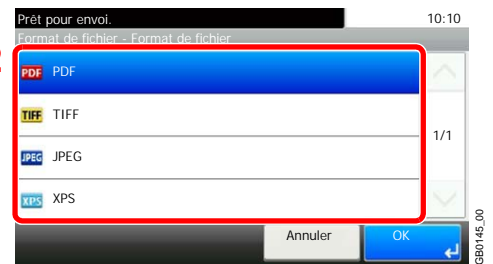 Prêt pour envoi.
10:10
Format de fichier - Format de fichier
PDF PDF
TIFF TIFF
1/1
JPEG JPEG
XPS XPS
Annuler
OK
GB0145_00